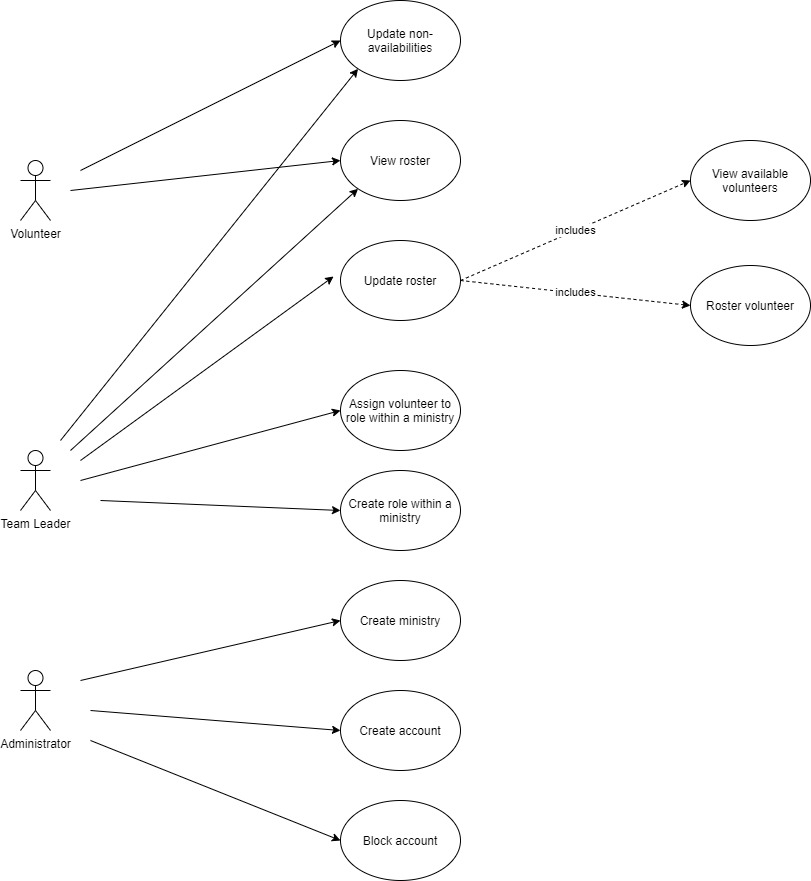 Update non-
availabilities
View roster
View available
volunteers
Volunteer
includes
Update roster
includes
Roster volunteer
Assign volunteer to
role within a ministry
Create role within a
ministry
Team Leader
Create ministry
Create account
Administrator
Block account